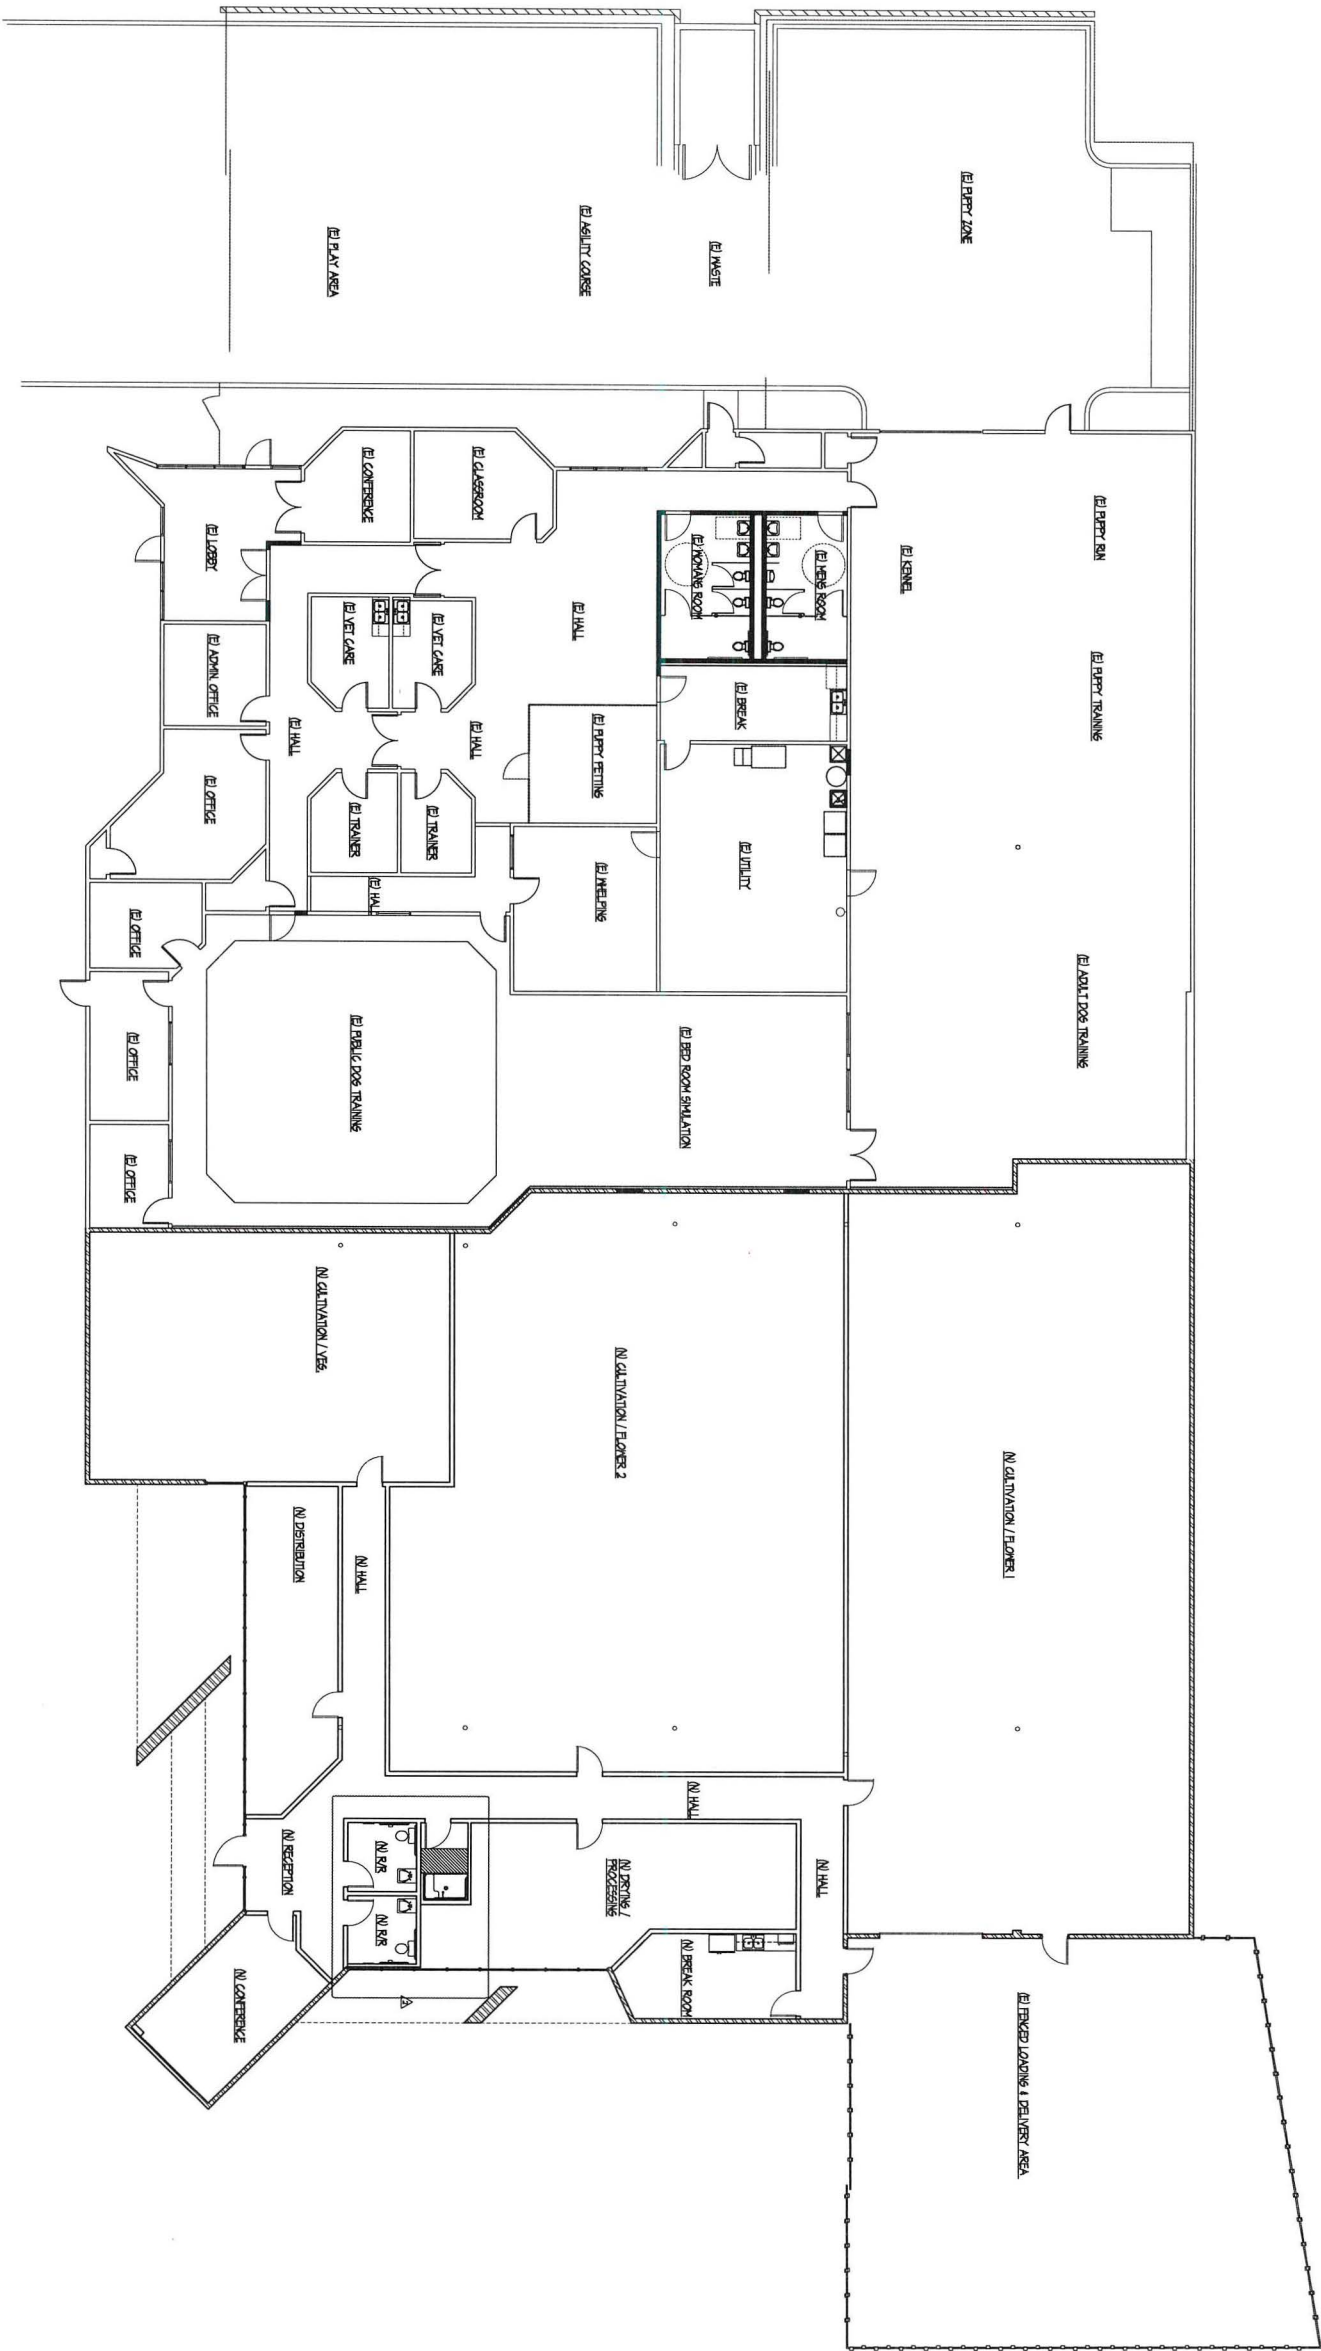 (E) PUPPY ZONE
(E) WASTE
(E) AGILITY COURSE
(E) PLAY AREA
(E) PUPPY RUN
(E) KENNEL
(E) PUPPY TRAINING
(E) ADULT DOG TRAINING
(E) MENS ROOM
(E) WOMANS ROOM
(E) CLASSROOM
(E) CONFERENCE
(E) LOBBY
(E) HALL
(E) VET CARE
(E) VET CARE
(E) ADMIN. OFFICE
(E) BREAK
(E) PUPPY PETTING
(E) HALL
(E) HALL
(E) OFFICE
(E) TRAINER
(E) TRAINER
(E) UTILITY
(E) WHELPING
(E) HALL
(E) OFFICE
(E) BED ROOM SIMULATION
(E) PUBLIC DOG TRAINING
(E) OFFICE
(E) OFFICE
(N) CULTIVATION / VEG.
(N) CULTIVATION / FLOWER 2
(N) CULTIVATION / FLOWER 1
(N) DISTRIBUTION
(N) HALL
(N) HALL
(N) HALL
(N) RECEPTION
(N) R/R
(N) R/R
(N) DRYING /
PROCESSING
(N) BREAK ROOM
(N) CONFERENCE
2
(E) FENCED LOADING & DELIVERY AREA